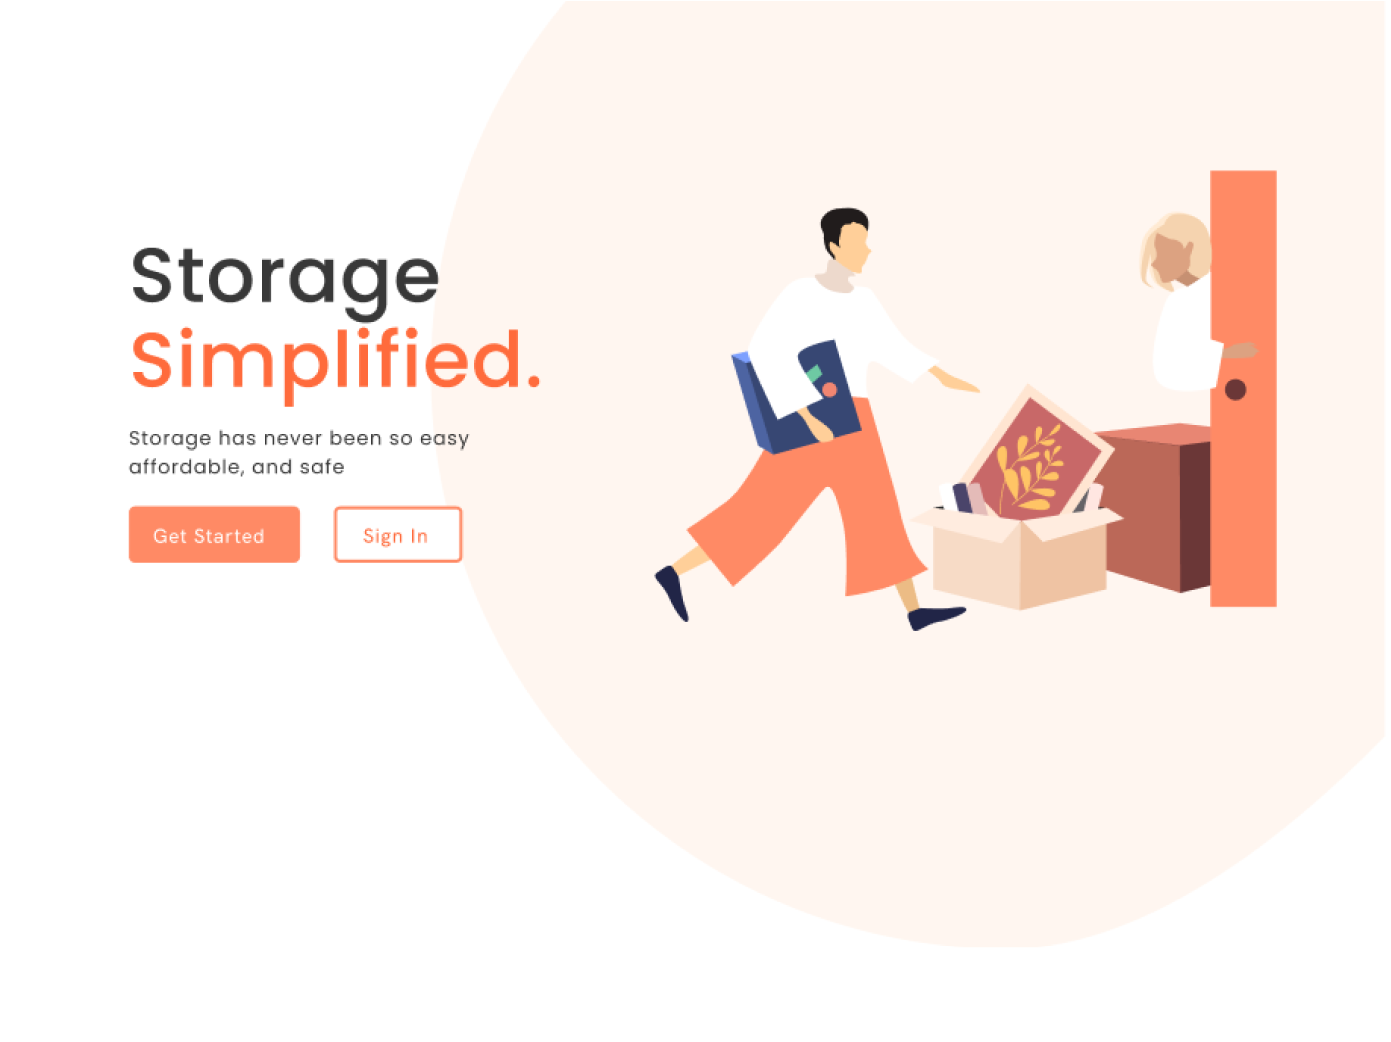 Storage
Simplified.
Storage has never been so easy
affordable, and safe
Get Started
Sign In